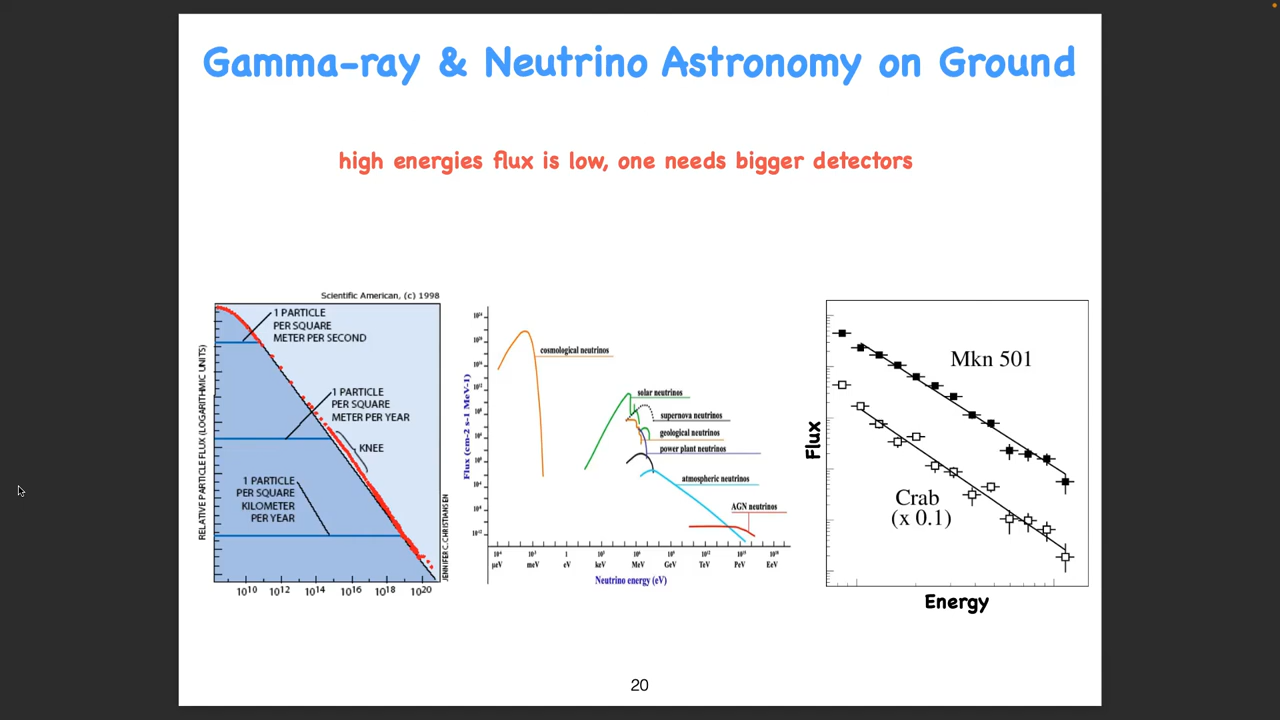 Gamma-ray & Neutrino Astronomy on Ground
high energies flux is low, one needs bigger detectors
Scientific American, (c) 1998
RELATIVE PARTICLE FLUX (LOGARITHMIC UNITS)
1 PARTICLE
PER SQUARE
METER PER SECOND
1 PARTICLE
PER SQUARE
METER PER YEAR
KNEE
1 PARTICLE
PER SQUARE
KILOMETER
PER YEAR
JENNIFER C. CHRISTIANSEN
10¹⁰ 10¹² 10¹⁴ 10¹⁶ 10¹⁸ 10²⁰
Flux (cm-2 s-1 MeV-1)
cosmological neutrinos
solar neutrinos
supernova neutrinos
geological neutrinos
power plant neutrinos
atmospheric neutrinos
AGN neutrinos
µeV meV eV keV MeV GeV TeV PeV EeV
Neutrino energy (eV)
Flux
Mkn 501
Crab
(x 0.1)
Energy
20